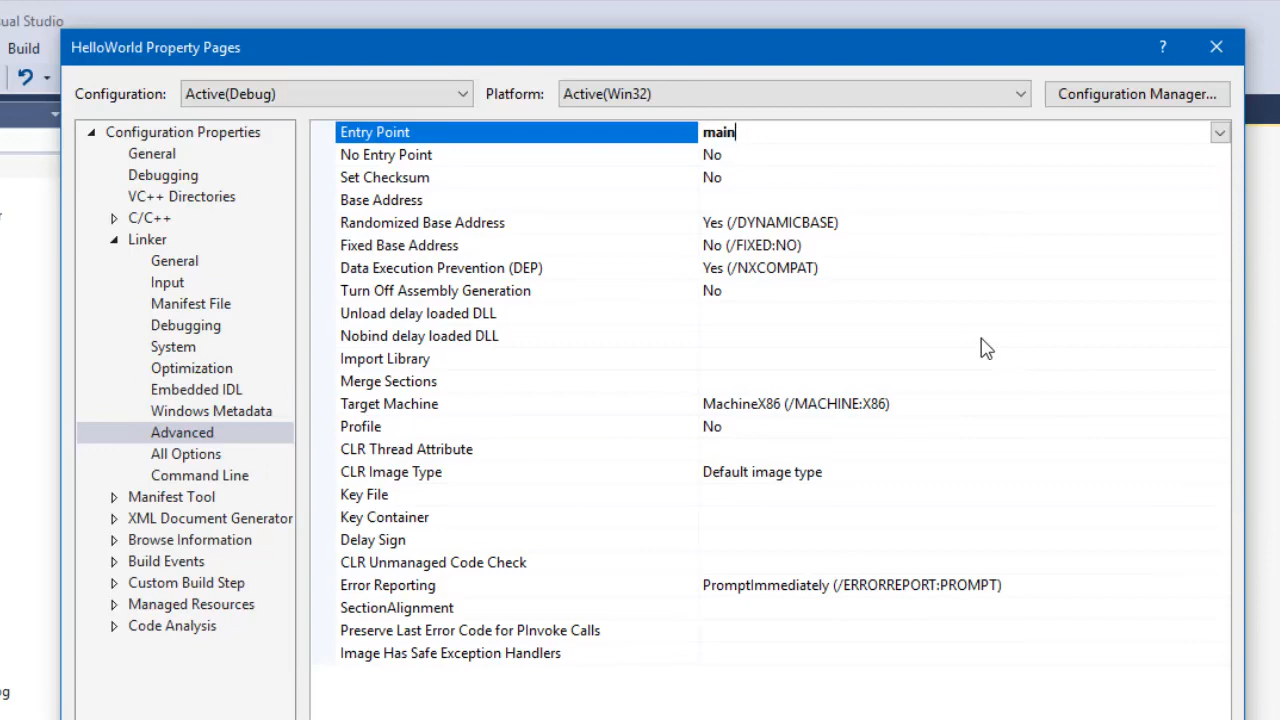 ual Studio
Build
HelloWorld Property Pages
?
Configuration: Active(Debug) Platform: Active(Win32) Configuration Manager...
Configuration Properties
General
Debugging
VC++ Directories
C/C++
Linker
General
Input
Manifest File
Debugging
System
Optimization
Embedded IDL
Windows Metadata
Advanced
All Options
Command Line
Manifest Tool
XML Document Generator
Browse Information
Build Events
Custom Build Step
Managed Resources
Code Analysis
Entry Point main
No Entry Point No
Set Checksum No
Base Address
Randomized Base Address Yes (/DYNAMICBASE)
Fixed Base Address No (/FIXED:NO)
Data Execution Prevention (DEP) Yes (/NXCOMPAT)
Turn Off Assembly Generation No
Unload delay loaded DLL
Nobind delay loaded DLL
Import Library
Merge Sections
Target Machine MachineX86 (/MACHINE:X86)
Profile No
CLR Thread Attribute
CLR Image Type Default image type
Key File
Key Container
Delay Sign
CLR Unmanaged Code Check
Error Reporting PromptImmediately (/ERRORREPORT:PROMPT)
SectionAlignment
Preserve Last Error Code for PInvoke Calls
Image Has Safe Exception Handlers